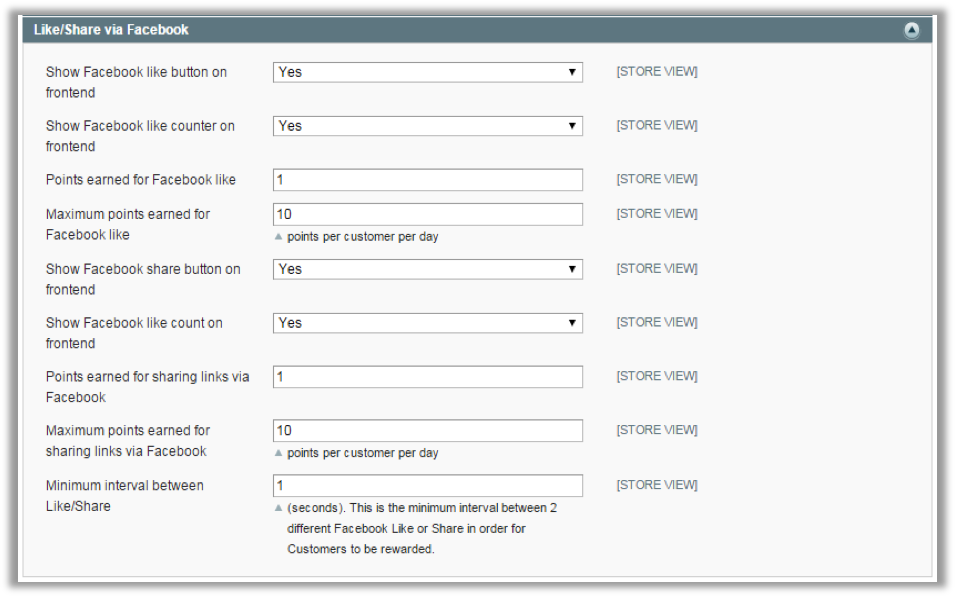 Like/Share via Facebook
Show Facebook like button on
frontend
Yes
[STORE VIEW]
Show Facebook like counter on
frontend
Yes
[STORE VIEW]
Points earned for Facebook like
1
[STORE VIEW]
Maximum points earned for
Facebook like
10
[STORE VIEW]
points per customer per day
Show Facebook share button on
frontend
Yes
[STORE VIEW]
Show Facebook like count on
frontend
Yes
[STORE VIEW]
Points earned for sharing links via
Facebook
1
[STORE VIEW]
Maximum points earned for
sharing links via Facebook
10
[STORE VIEW]
points per customer per day
Minimum interval between
Like/Share
1
[STORE VIEW]
(seconds). This is the minimum interval between 2
different Facebook Like or Share in order for
Customers to be rewarded.